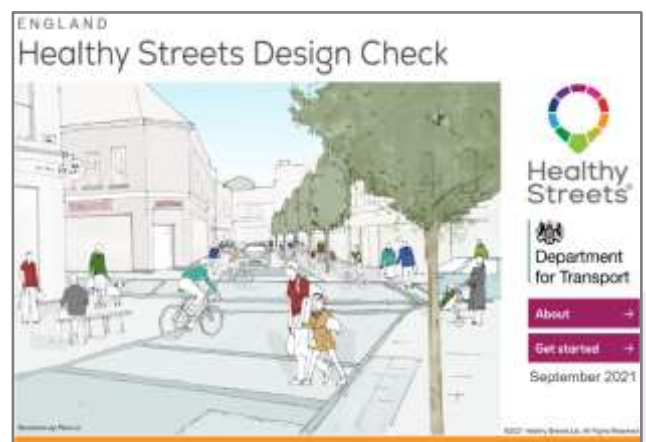 ENGLAND
Healthy Streets Design Check
Healthy
Streets®
Department
for Transport
About →
Get started →
September 2021